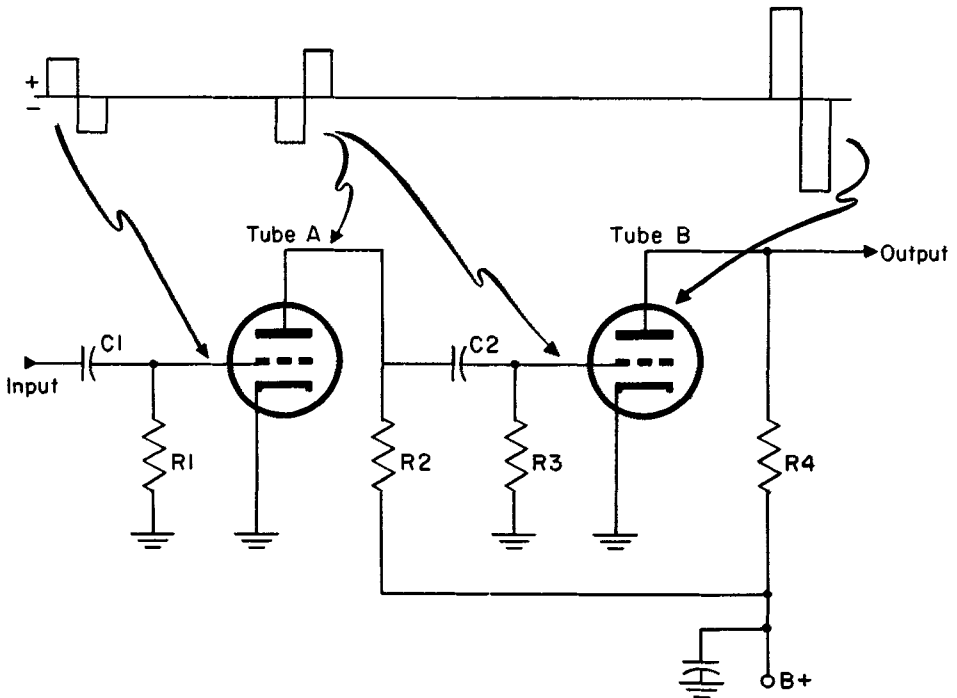 +
−
Tube A
Tube B
Output
C1
C2
Input
R1
R2
R3
R4
B+